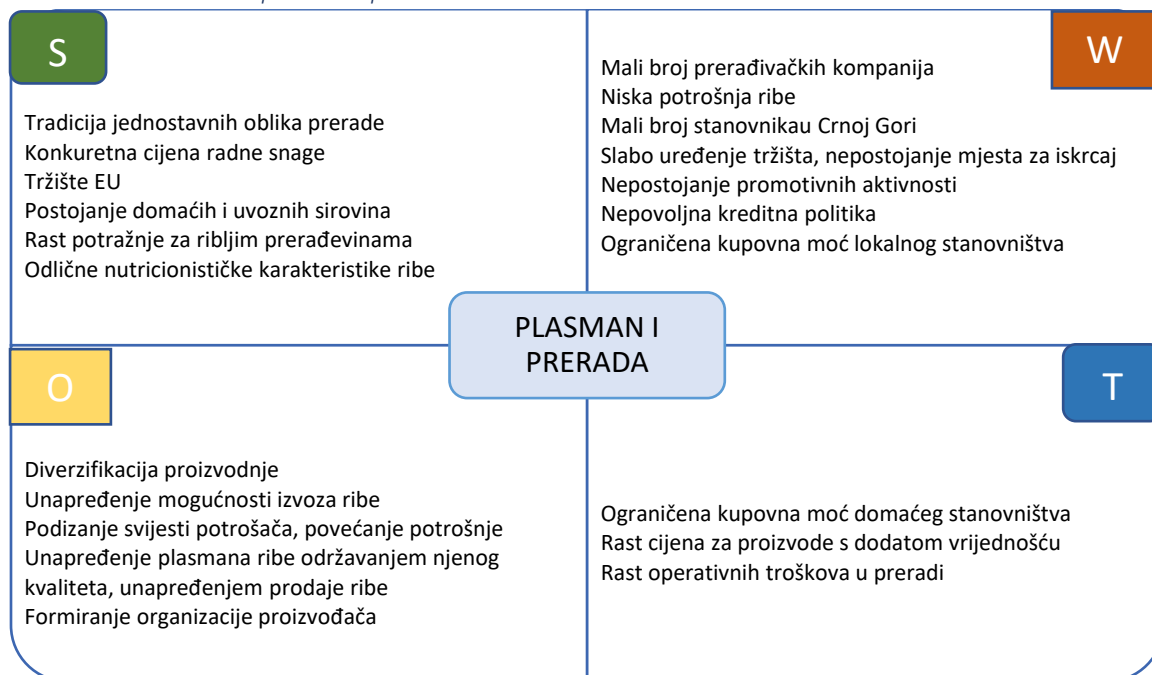 S
Tradicija jednostavnih oblika prerade
Konkuretna cijena radne snage
Tržište EU
Postojanje domaćih i uvoznih sirovina
Rast potražnje za ribljim prerađevinama
Odlične nutricionističke karakteristike ribe
W
Mali broj prerađivačkih kompanija
Niska potrošnja ribe
Mali broj stanovnikau Crnoj Gori
Slabo uređenje tržišta, nepostojanje mjesta za iskrcaj
Nepostojanje promotivnih aktivnosti
Nepovoljna kreditna politika
Ograničena kupovna moć lokalnog stanovništva
PLASMAN I
PRERADA
O
Diverzifikacija proizvodnje
Unapređenje mogućnosti izvoza ribe
Podizanje svijesti potrošača, povećanje potrošnje
Unapređenje plasmana ribe održavanjem njenog
kvaliteta, unapređenjem prodaje ribe
Formiranje organizacije proizvođača
T
Ograničena kupovna moć domaćeg stanovništva
Rast cijena za proizvode s dodatom vrijednošću
Rast operativnih troškova u preradi